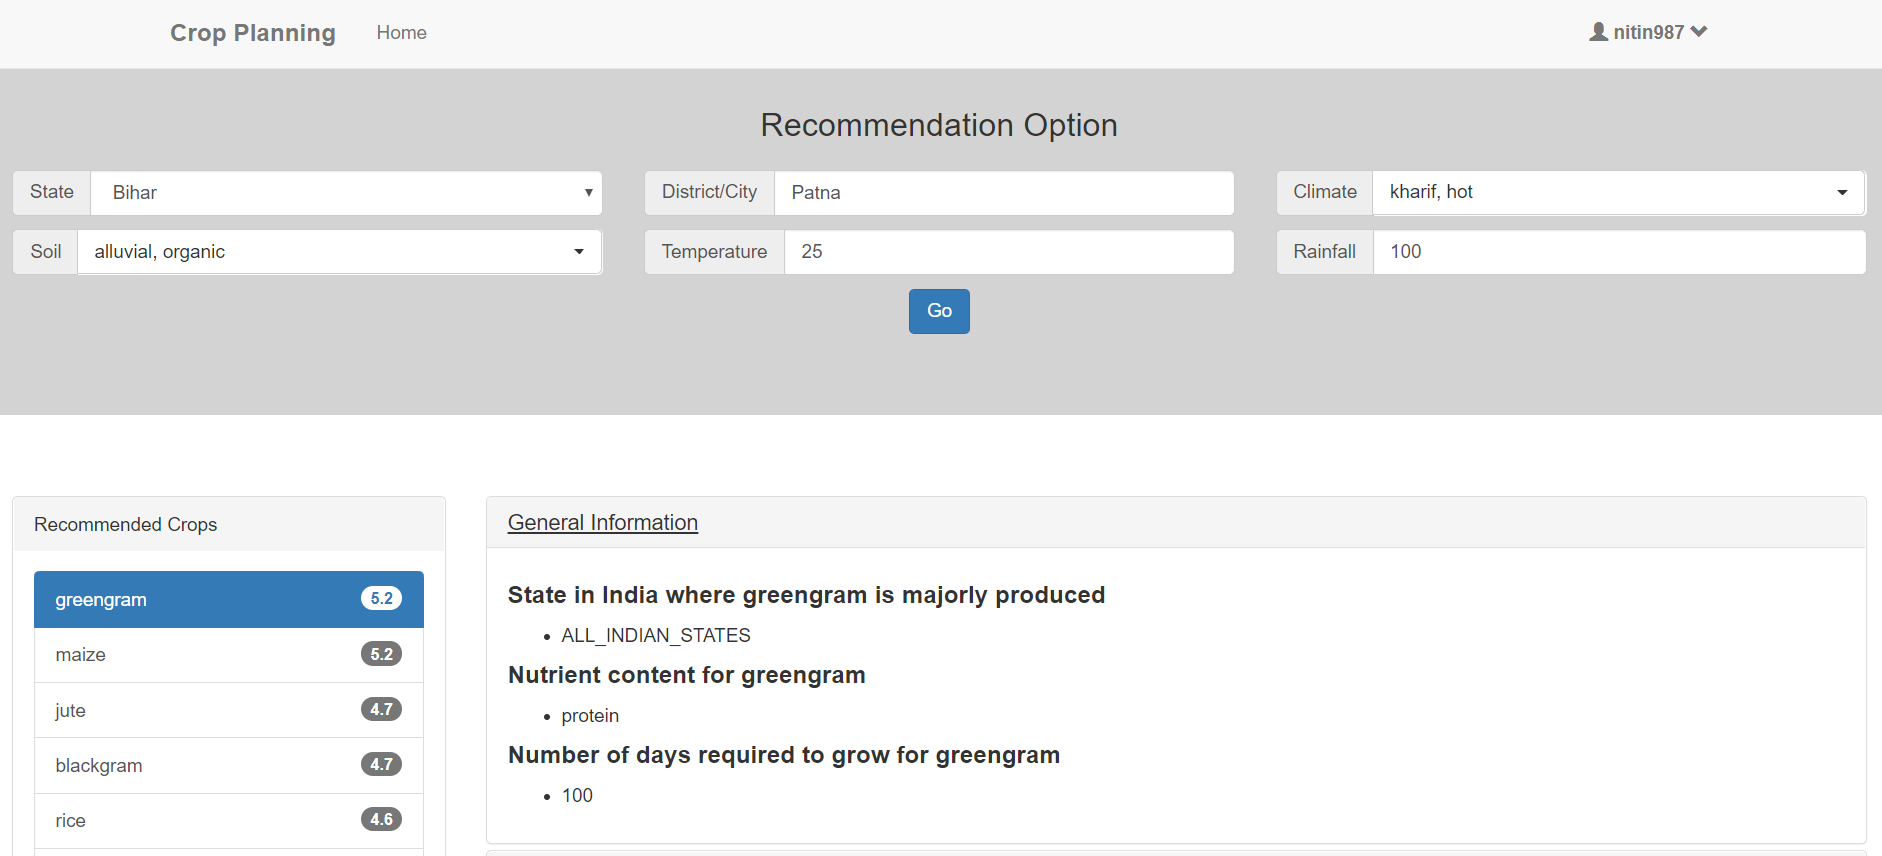 Crop Planning Home nitin987
Recommendation Option
State Bihar District/City Patna Climate kharif, hot
Soil alluvial, organic Temperature 25 Rainfall 100
Go
Recommended Crops
greengram 5.2
maize 5.2
jute 4.7
blackgram 4.7
rice 4.6
General Information
State in India where greengram is majorly produced
ALL_INDIAN_STATES
Nutrient content for greengram
protein
Number of days required to grow for greengram
100